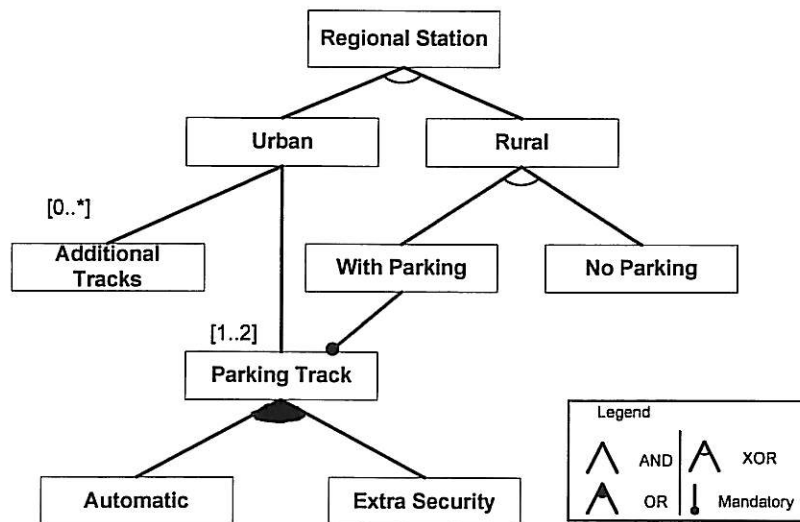 Regional Station
Urban
Rural
[0..*]
Additional
Tracks
With Parking
No Parking
[1..2]
Parking Track
Automatic
Extra Security
Legend
AND
XOR
OR
Mandatory